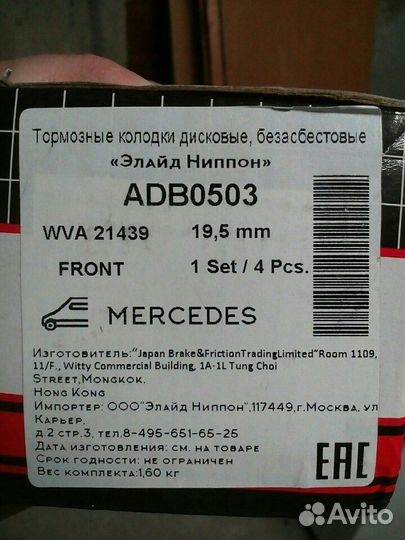 Тормозные колодки дисковые, безасбестовые
«Элайд Ниппон»
ADB0503
WVA 21439 19,5 mm
FRONT 1 Set / 4 Pcs.
MERCEDES
Изготовитель:"Japan Brake&FrictionTradingLimited"Room 1109,
11/F., Witty Commercial Building, 1A-1L Tung Choi
Street,Mongkok,
Hong Kong
Импортер: ООО"Элайд Ниппон",117449,г.Москва, ул
Карьер,
д.2 стр.3, тел.8-495-651-65-25
Дата изготовления: см. на товаре
Срок годности: не ограничен
Вес комплекта:1,60 кг
EAC
Avito